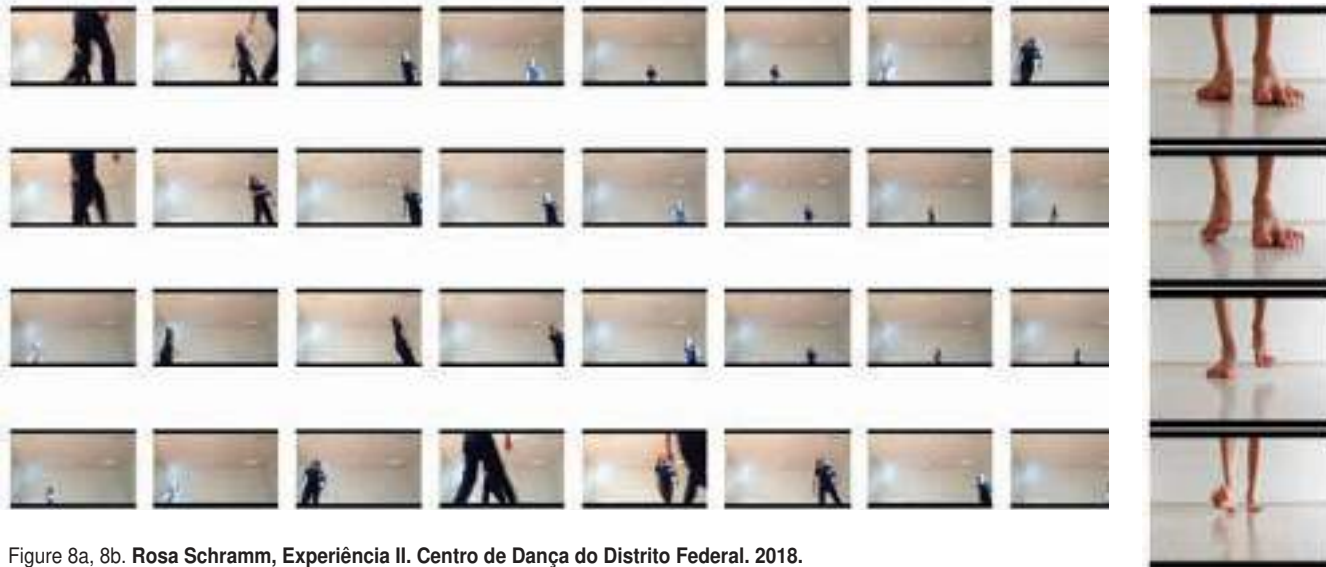 Figure 8a, 8b. Rosa Schramm, Experiência II. Centro de Dança do Distrito Federal. 2018.